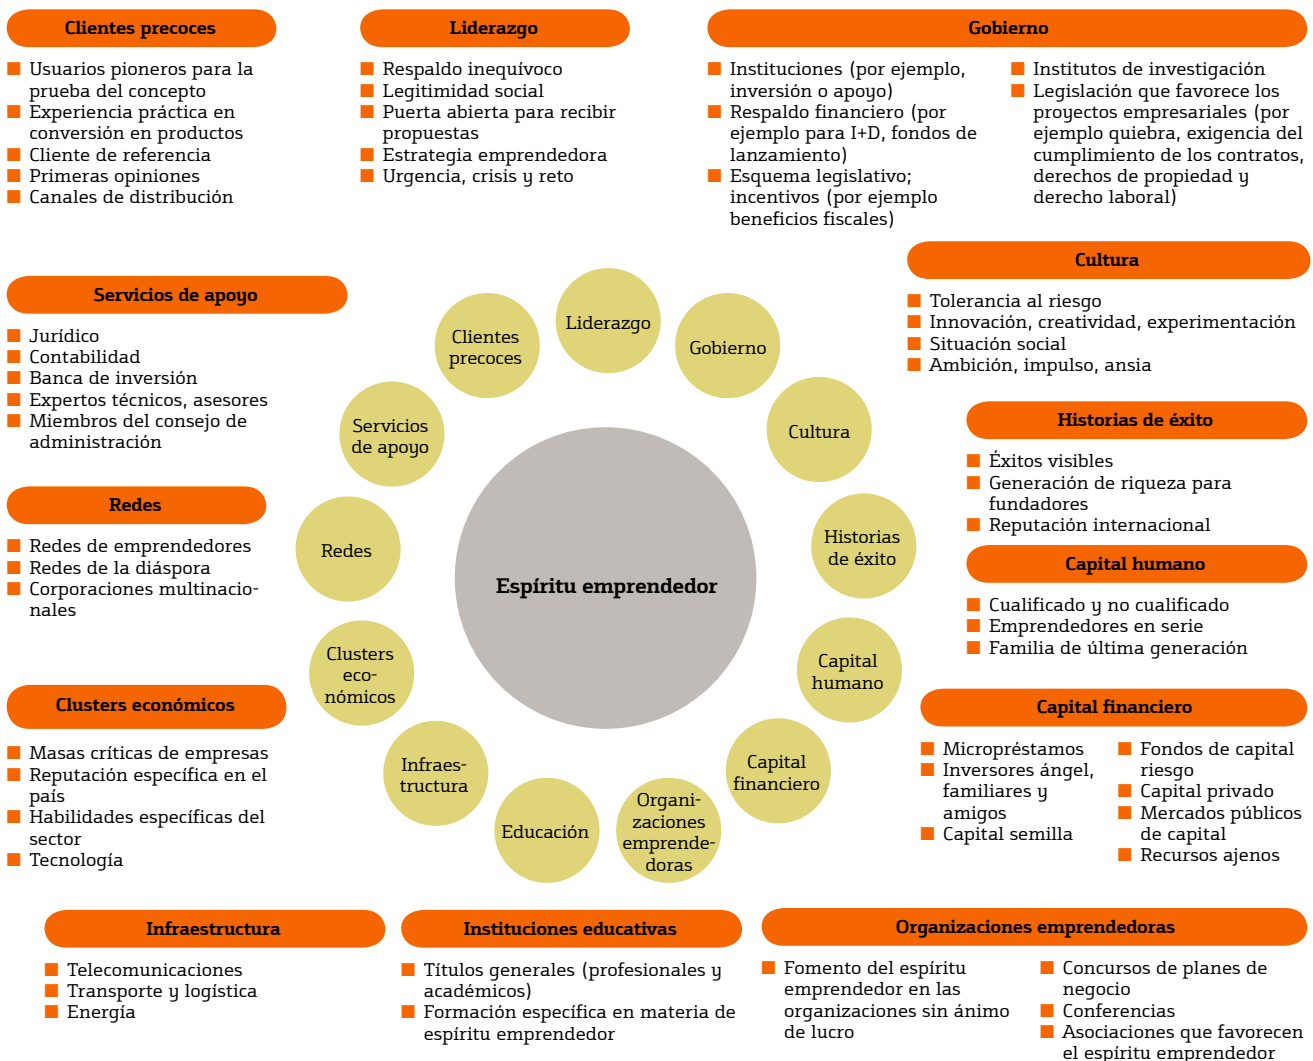 Clientes precoces
Usuarios pioneros para la
prueba del concepto
Experiencia práctica en
conversión en productos
Cliente de referencia
Primeras opiniones
Canales de distribución
Liderazgo
Respaldo inequívoco
Legitimidad social
Puerta abierta para recibir
propuestas
Estrategia emprendedora
Urgencia, crisis y reto
Gobierno
Instituciones (por ejemplo,
inversión o apoyo)
Respaldo financiero (por
ejemplo para I+D, fondos de
lanzamiento)
Esquema legislativo;
incentivos (por ejemplo
beneficios fiscales)
Institutos de investigación
Legislación que favorece los
proyectos empresariales (por
ejemplo quiebra, exigencia del
cumplimiento de los contratos,
derechos de propiedad y
derecho laboral)
Cultura
Tolerancia al riesgo
Innovación, creatividad, experimentación
Situación social
Ambición, impulso, ansia
Servicios de apoyo
Jurídico
Contabilidad
Banca de inversión
Expertos técnicos, asesores
Miembros del consejo de
administración
Historias de éxito
Éxitos visibles
Generación de riqueza para
fundadores
Reputación internacional
Redes
Redes de emprendedores
Redes de la diáspora
Corporaciones multinacio-
nales
Capital humano
Cualificado y no cualificado
Emprendedores en serie
Familia de última generación
Clusters económicos
Masas críticas de empresas
Reputación específica en el
país
Habilidades específicas del
sector
Tecnología
Capital financiero
Micropréstamos
Inversores ángel,
familiares y
amigos
Capital semilla
Fondos de capital
riesgo
Capital privado
Mercados públicos
de capital
Recursos ajenos
Liderazgo
Gobierno
Cultura
Historias
de éxito
Capital
humano
Capital
financiero
Organi-
zaciones
emprende-
doras
Educación
Infraes-
tructura
Clusters
eco-
nómicos
Redes
Servicios
de apoyo
Clientes
precoces
Espíritu emprendedor
Infraestructura
Telecomunicaciones
Transporte y logística
Energía
Instituciones educativas
Títulos generales (profesionales y
académicos)
Formación específica en materia de
espíritu emprendedor
Organizaciones emprendedoras
Fomento del espíritu
emprendedor en las
organizaciones sin ánimo
de lucro
Concursos de planes de
negocio
Conferencias
Asociaciones que favorecen
el espíritu emprendedor